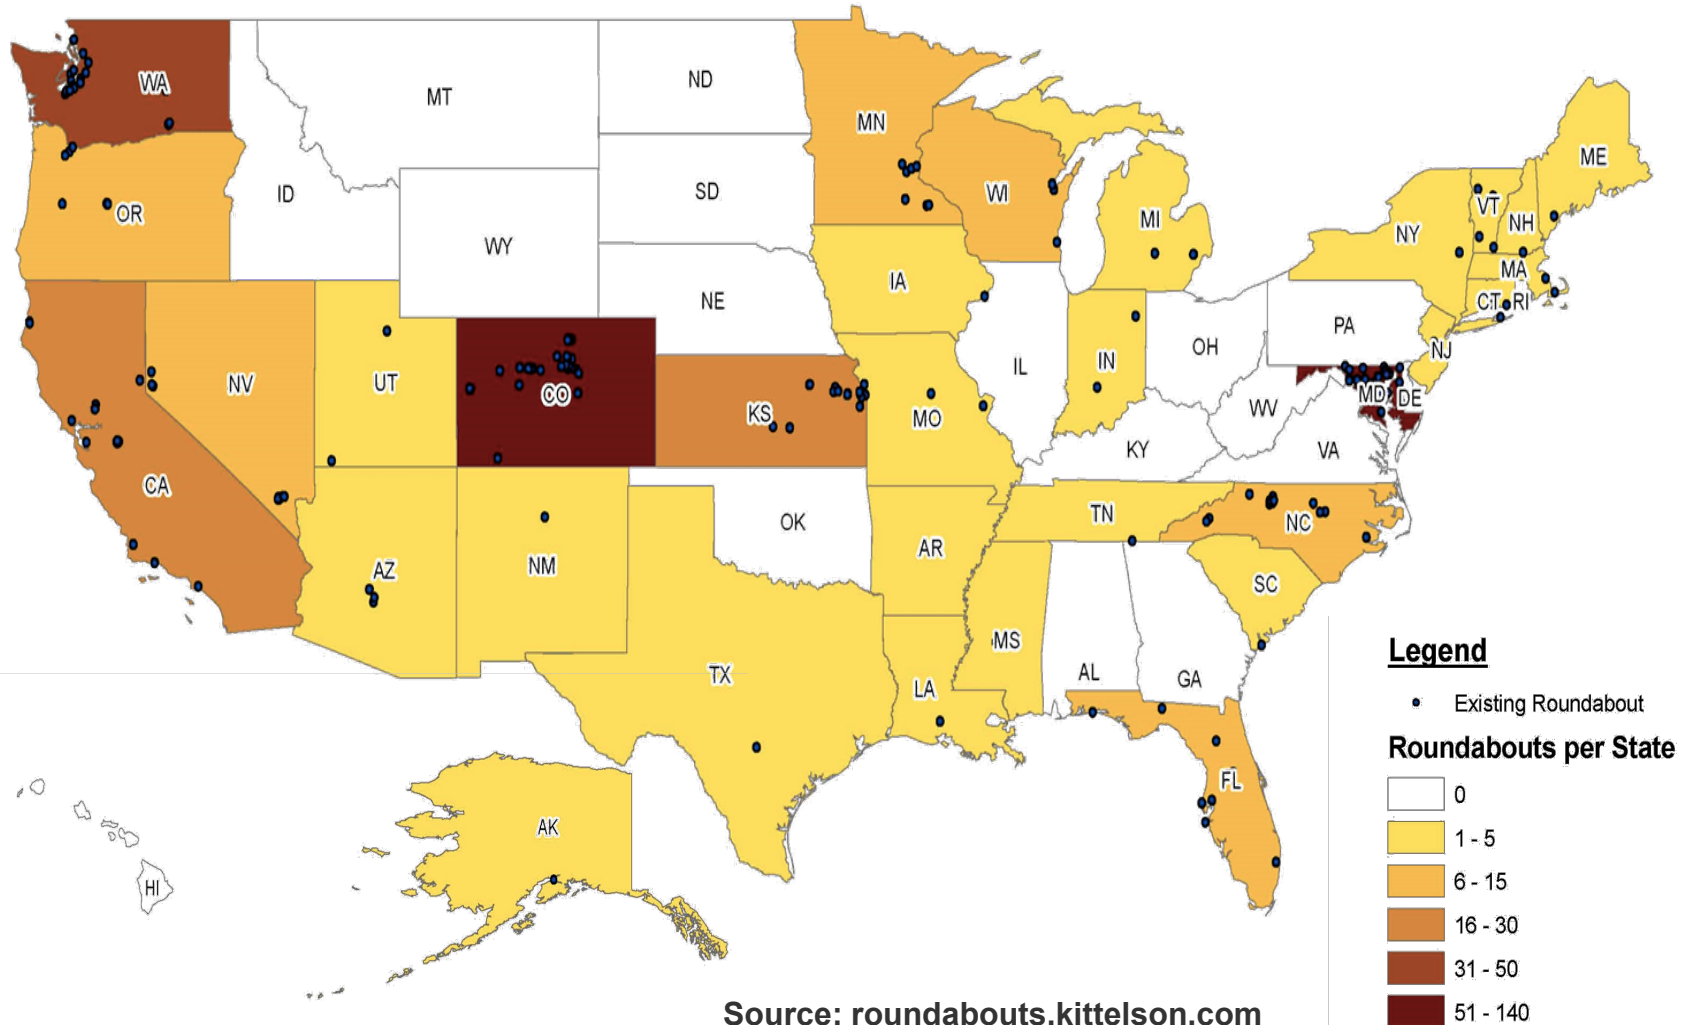 WA
MT
ND
MN
ME
OR
ID
SD
WI
MI
VT
NH
NY
WY
MA
IA
NE
CT
RI
PA
NJ
NV
UT
CO
KS
MO
IL
IN
OH
MD
DE
WV
VA
KY
CA
AZ
NM
OK
AR
TN
NC
SC
MS
AL
GA
TX
LA
FL
AK
HI
Legend
Existing Roundabout
Roundabouts per State
0
1 - 5
6 - 15
16 - 30
31 - 50
51 - 140
Source: roundabouts.kittelson.com